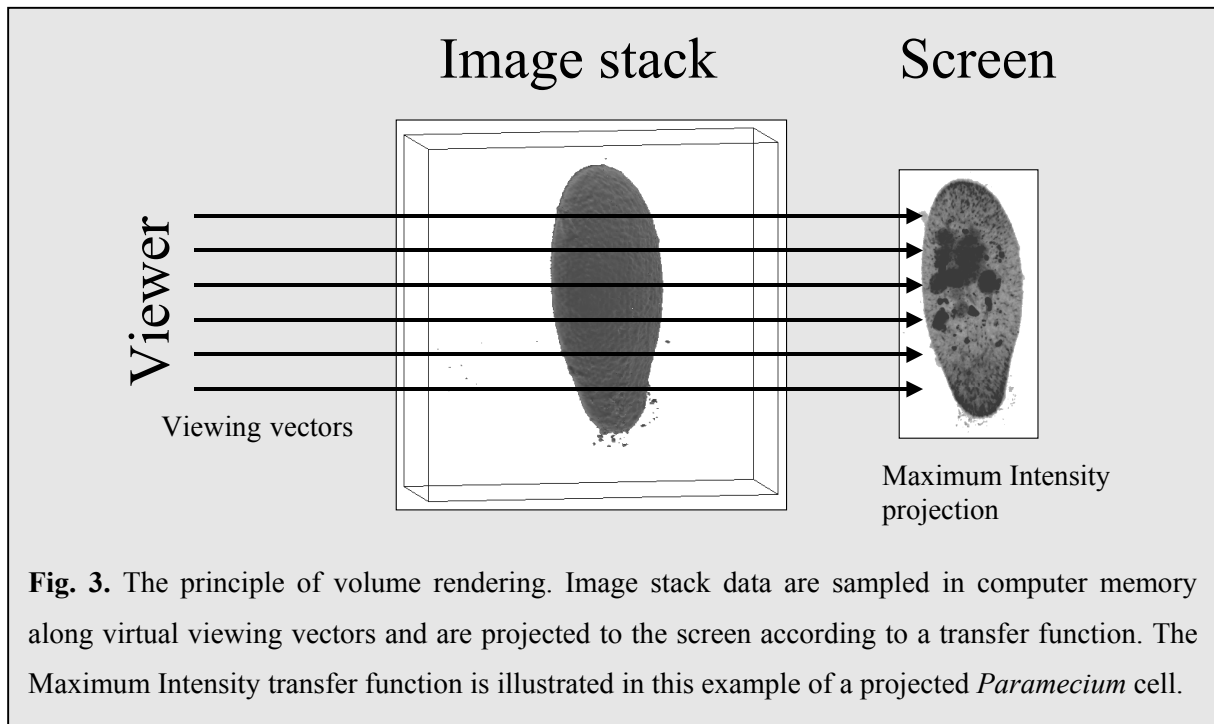 Image stack
Screen
Viewer
Viewing vectors
Maximum Intensity
projection
Fig. 3. The principle of volume rendering. Image stack data are sampled in computer memory
along virtual viewing vectors and are projected to the screen according to a transfer function. The
Maximum Intensity transfer function is illustrated in this example of a projected Paramecium cell.